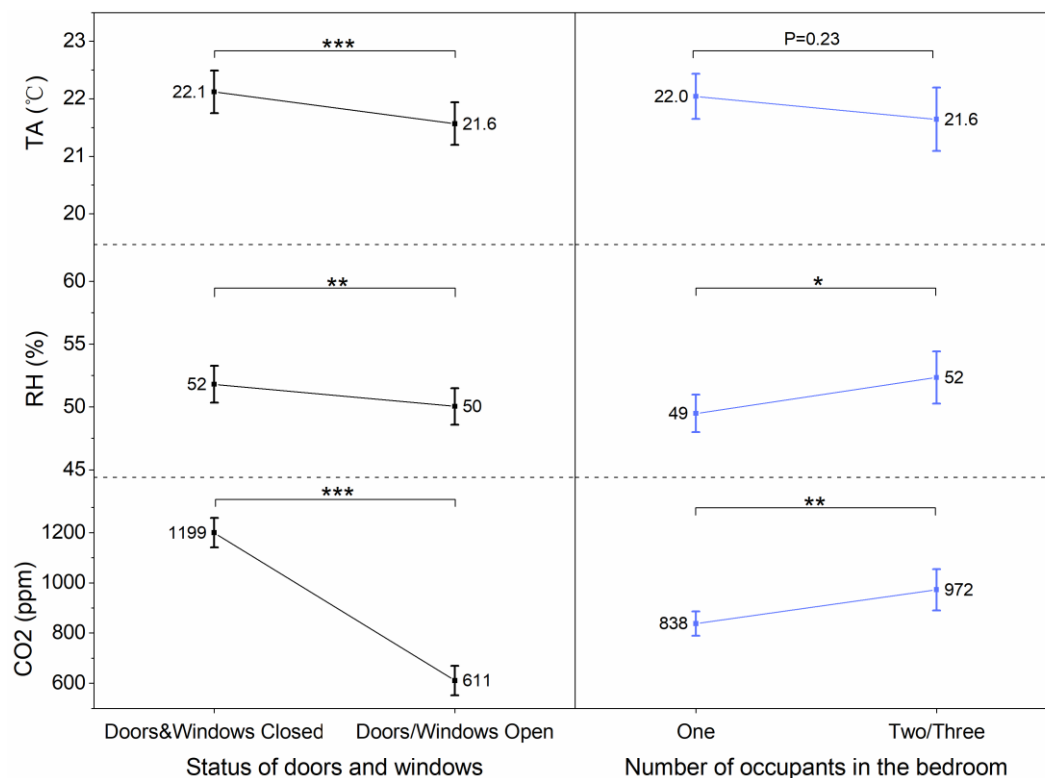 23
22
21
20
TA (℃)
***
22.1
21.6
P=0.23
22.0
21.6
60
55
50
45
RH (%)
**
52
50
*
49
52
1200
1000
800
600
CO2 (ppm)
***
1199
611
**
838
972
Doors&Windows Closed
Doors/Windows Open
One
Two/Three
Status of doors and windows
Number of occupants in the bedroom